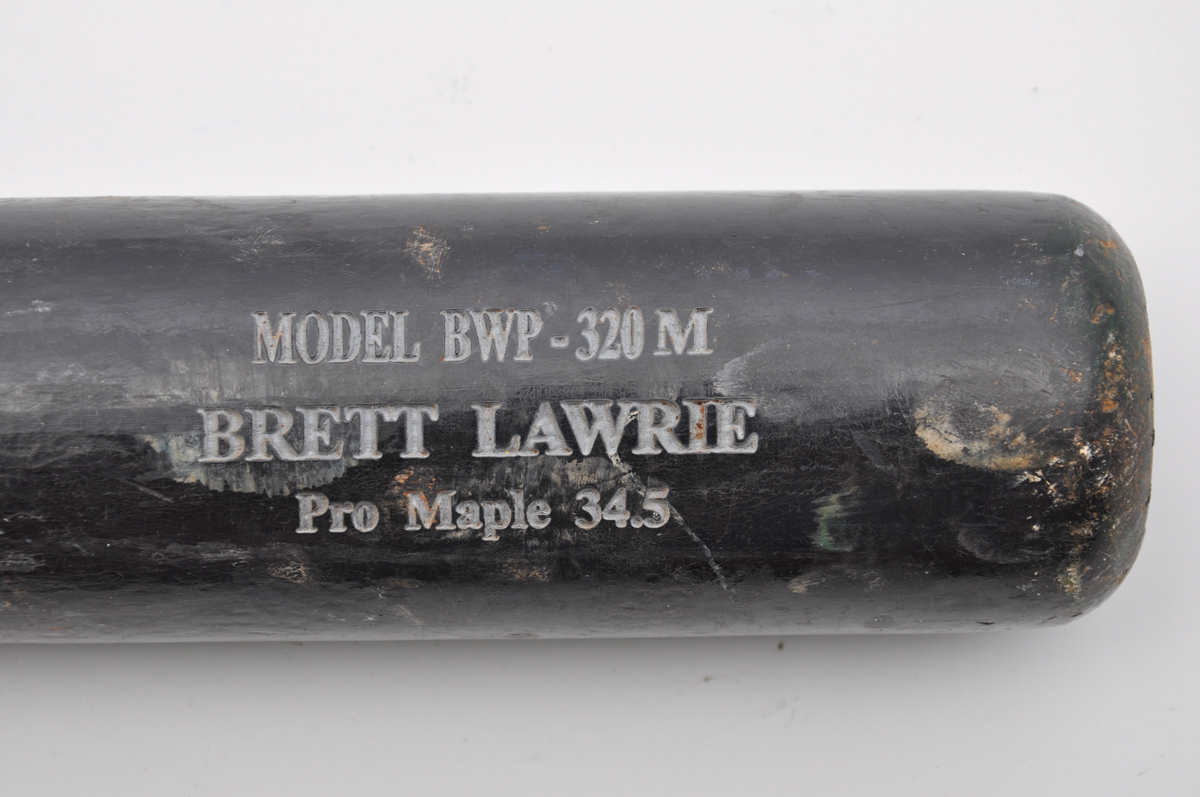 MODEL BWP - 320 M
BRETT LAWRIE
Pro Maple 34.5